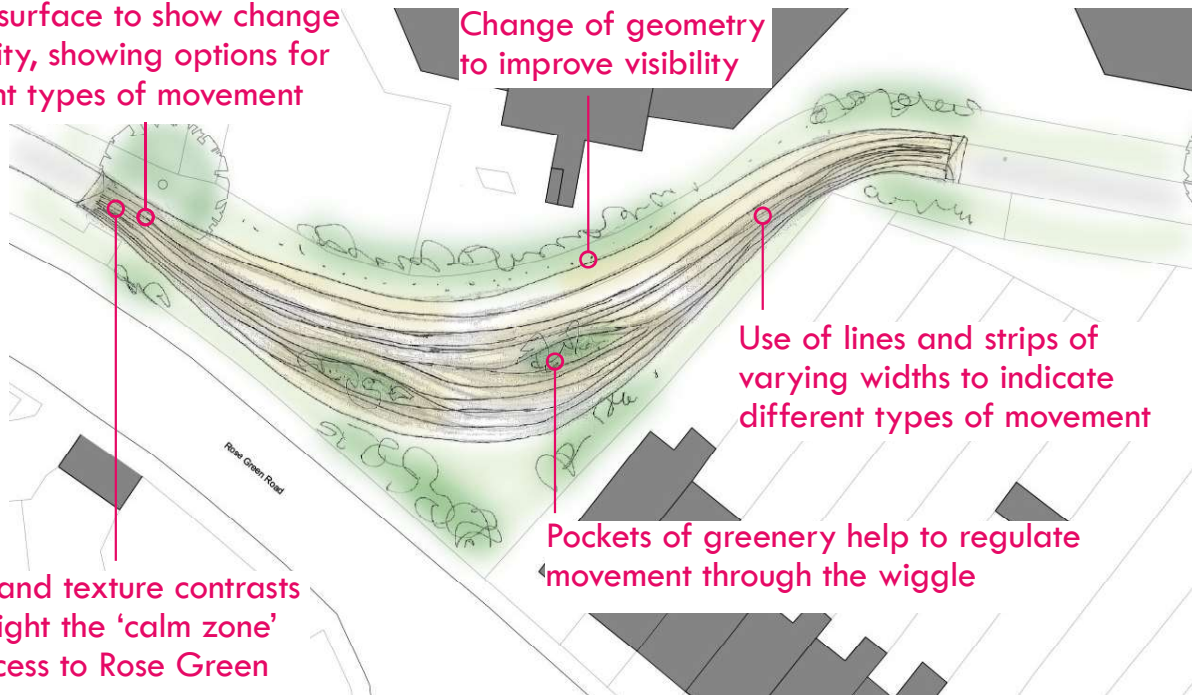 surface to show change
ity, showing options for
nt types of movement
Change of geometry
to improve visibility
Use of lines and strips of
varying widths to indicate
different types of movement
Rose Green Road
Pockets of greenery help to regulate
movement through the wiggle
and texture contrasts
ight the ‘calm zone’
cess to Rose Green